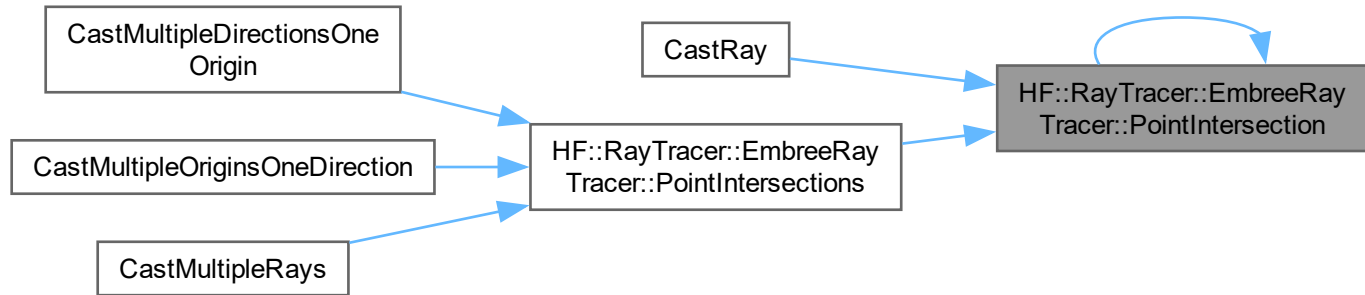 CastMultipleDirectionsOne
Origin
CastRay
HF::RayTracer::EmbreeRay
Tracer::PointIntersection
CastMultipleOriginsOneDirection
HF::RayTracer::EmbreeRay
Tracer::PointIntersections
CastMultipleRays